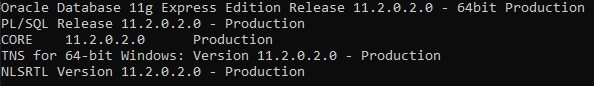 Oracle Database 11g Express Edition Release 11.2.0.2.0 - 64bit Production
PL/SQL Release 11.2.0.2.0 - Production
CORE    11.2.0.2.0      Production
TNS for 64-bit Windows: Version 11.2.0.2.0 - Production
NLSRTL Version 11.2.0.2.0 - Production